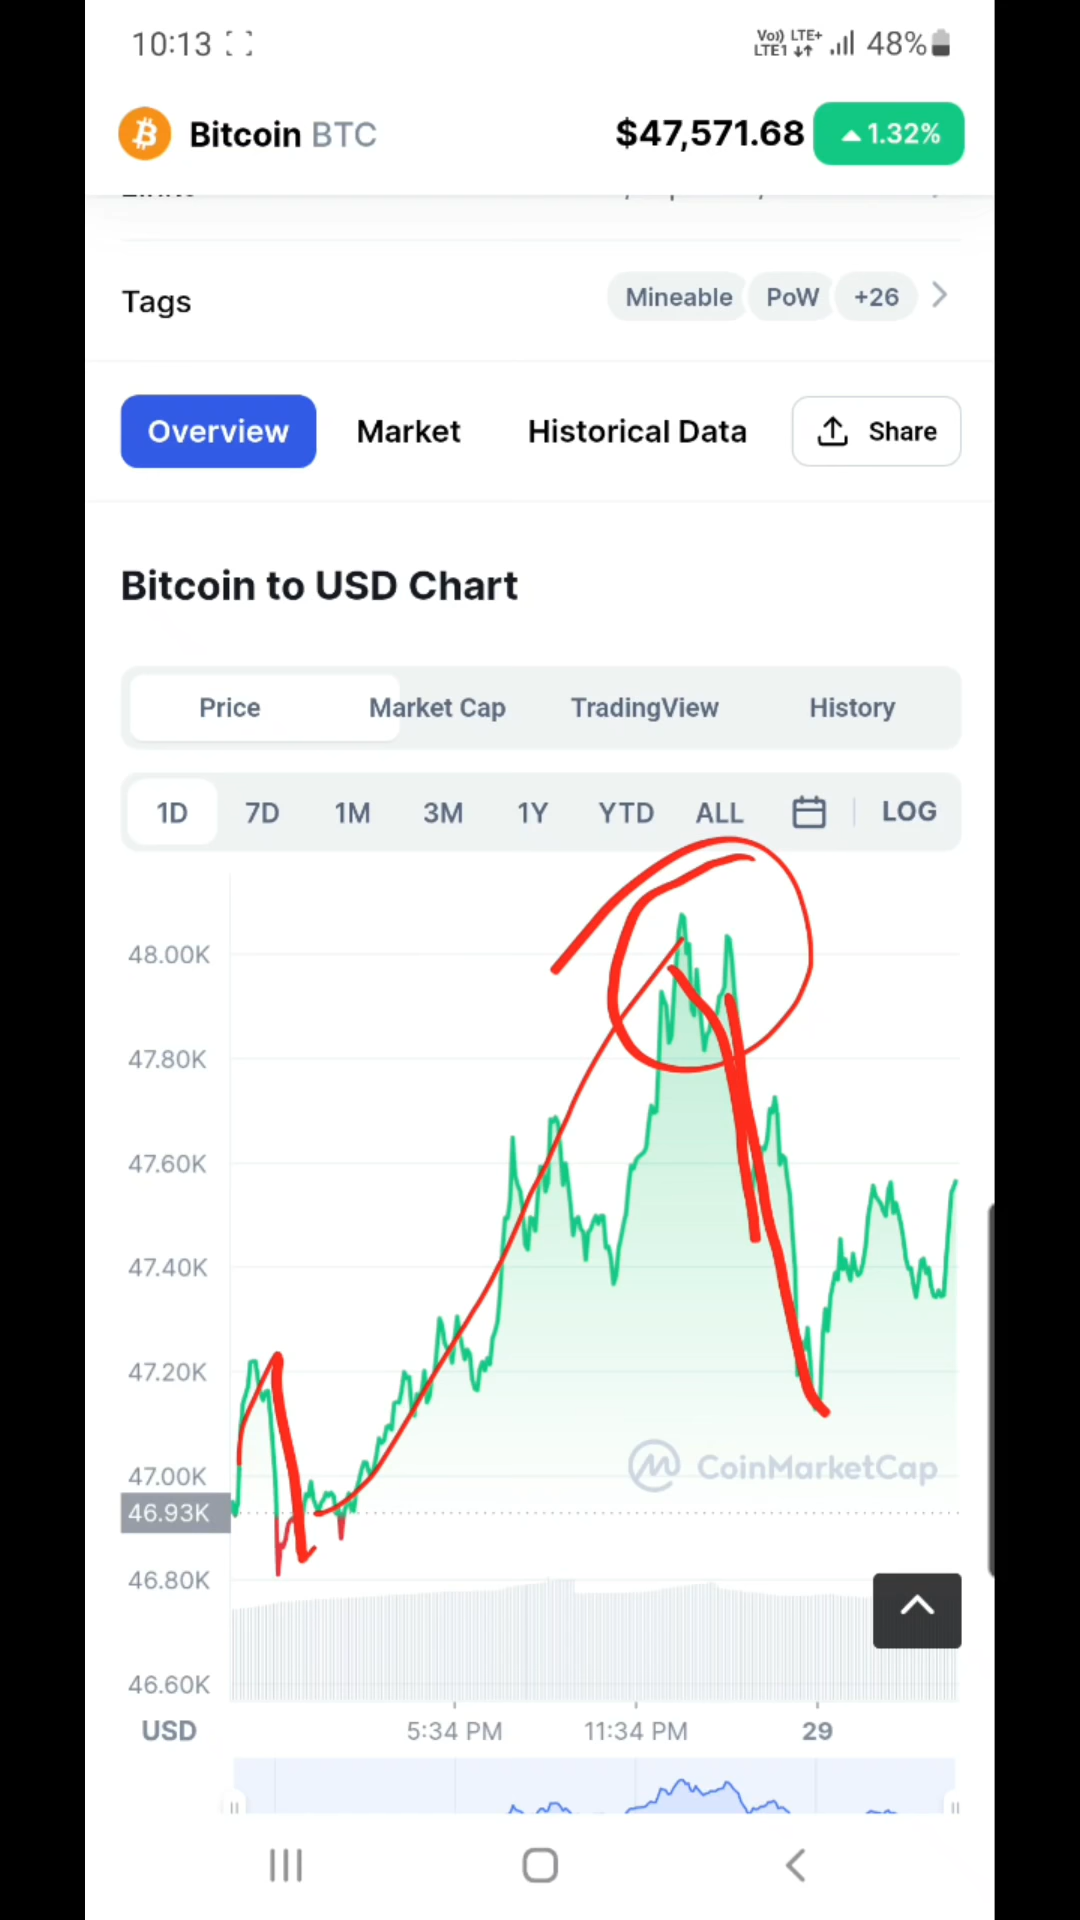 10:13 Vo)) LTE+ LTE1 48%
Bitcoin BTC $47,571.68 1.32%
Tags Mineable PoW +26
Overview Market Historical Data Share
Bitcoin to USD Chart
Price Market Cap TradingView History
1D 7D 1M 3M 1Y YTD ALL LOG
48.00K
47.80K
47.60K
47.40K
47.20K
CoinMarketCap
47.00K
46.93K
46.80K
46.60K
USD 5:34 PM 11:34 PM 29